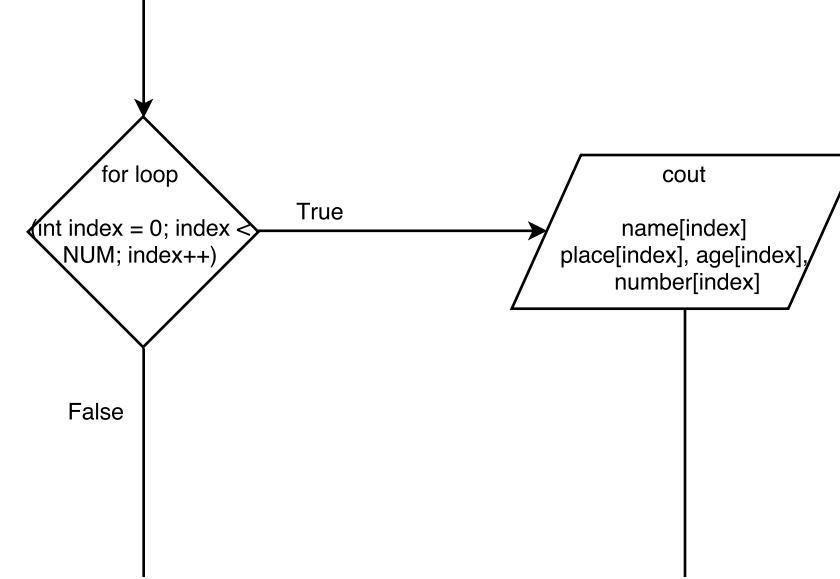 for loop
(int index = 0; index <
NUM; index++)
True
cout
name[index]
place[index], age[index],
number[index]
False